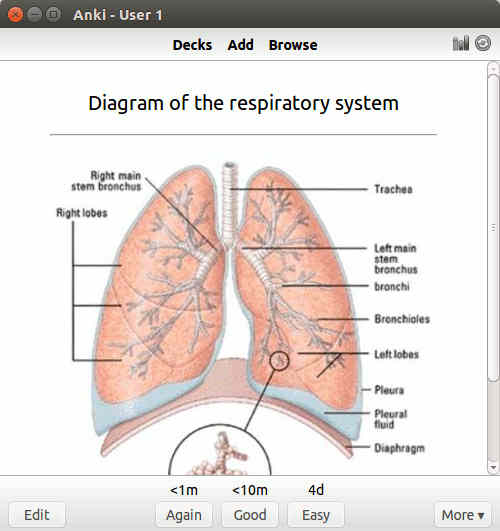 Anki - User 1
Decks Add Browse
Diagram of the respiratory system
Right main
stem bronchus
Right lobes
Trachea
Left main
stem
bronchus
bronchi
Bronchioles
Left lobes
Pleura
Pleural
fluid
Diaphragm
<1m <10m 4d
Edit Again Good Easy More ▾